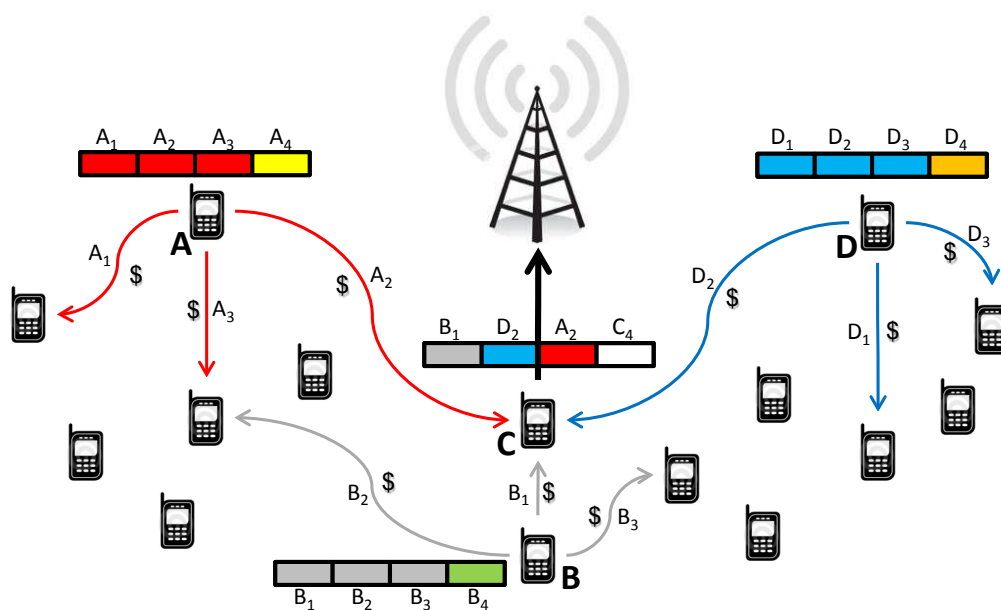 A₁ A₂ A₃ A₄
D₁ D₂ D₃ D₄
A
D
A₁
$
$
A₃
$
A₂
D₂
$
D₁
$
$
D₃
B₁ D₂ A₂ C₄
C
B₂
$
B₁
$
$
B₃
B
B₁ B₂ B₃ B₄